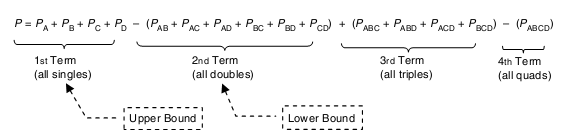 P = P_A + P_B + P_C + P_D – (P_AB + P_AC + P_AD + P_BC + P_BD + P_CD) + (P_ABC + P_ABD + P_ACD + P_BCD) – (P_ABCD)
1st Term 2nd Term 3rd Term 4th Term
(all singles) (all doubles) (all triples) (all quads)
Upper Bound Lower Bound